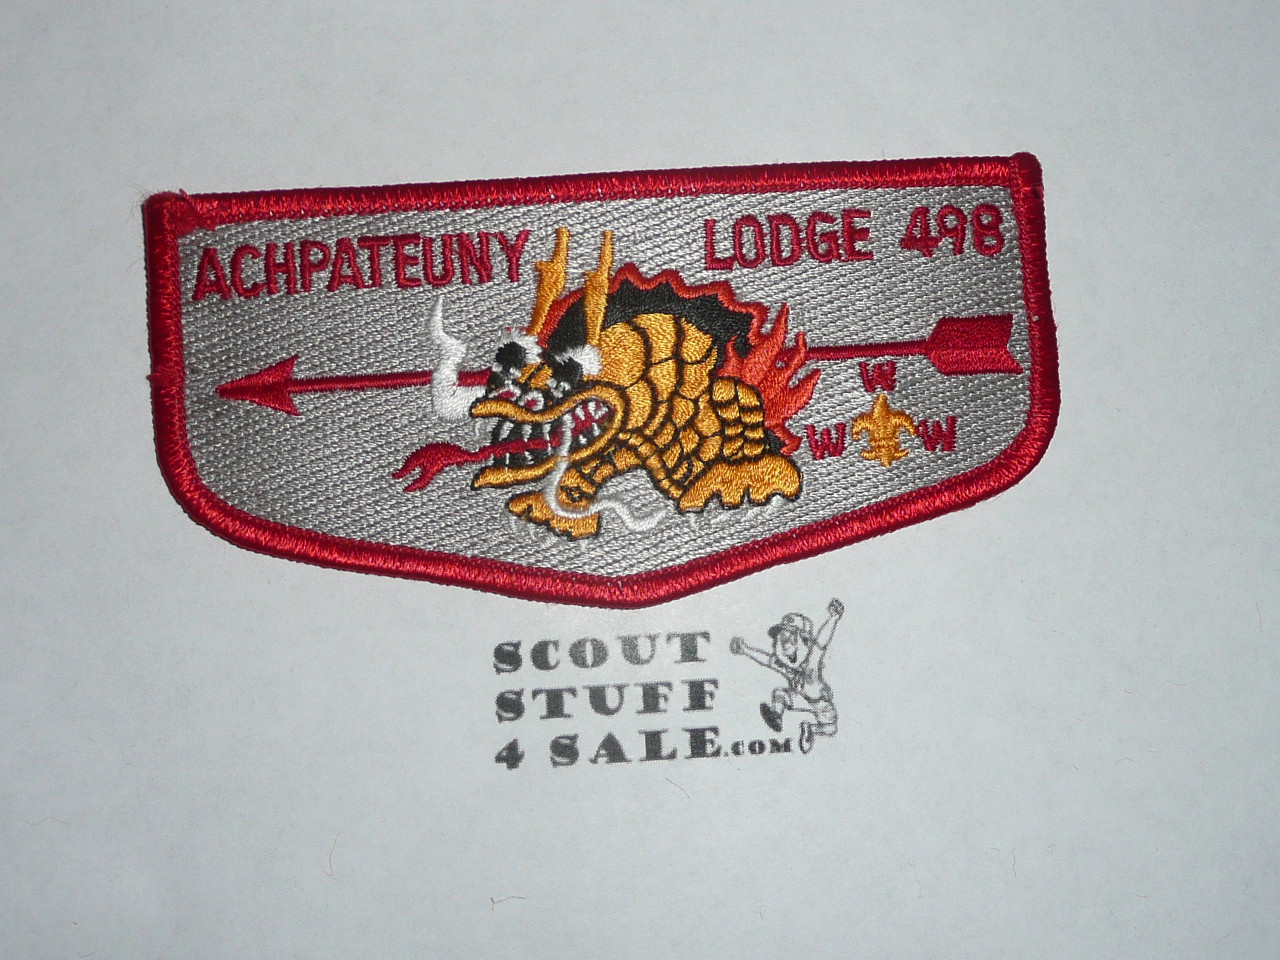 ACHPATEUNY LODGE 498
W
W W
SCOUT
STUFF
4 SALE.COM